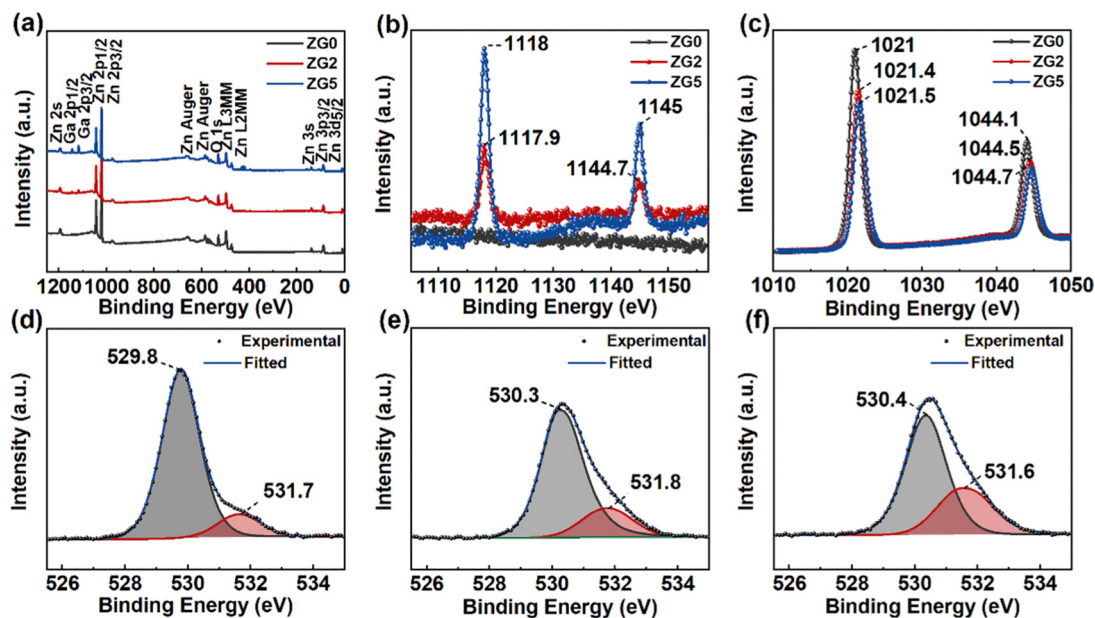 (a)
ZG0
ZG2
ZG5
Zn 2s
Ga 2p1/2
Ga 2p3/2
Zn 2p1/2
Zn 2p3/2
Zn Auger
Zn Auger
O 1s
Zn L3MM
Zn L2MM
Zn 3s
Zn 3p3/2
Zn 3p5/2
Intensity (a.u.)
1200 1000 800 600 400 200 0
Binding Energy (eV)
(b)
ZG0
ZG2
ZG5
1118
1145
1117.9
1144.7
Intensity (a.u.)
1110 1120 1130 1140 1150
Binding Energy (eV)
(c)
ZG0
ZG2
ZG5
1021
1021.4
1021.5
1044.1
1044.5
1044.7
Intensity (a.u.)
1010 1020 1030 1040 1050
Binding Energy (eV)
(d)
Experimental
Fitted
529.8
531.7
Intensity (a.u.)
526 528 530 532 534
Binding Energy (eV)
(e)
Experimental
Fitted
530.3
531.8
Intensity (a.u.)
526 528 530 532 534
Binding Energy (eV)
(f)
Experimental
Fitted
530.4
531.6
Intensity (a.u.)
526 528 530 532 534
Binding Energy (eV)